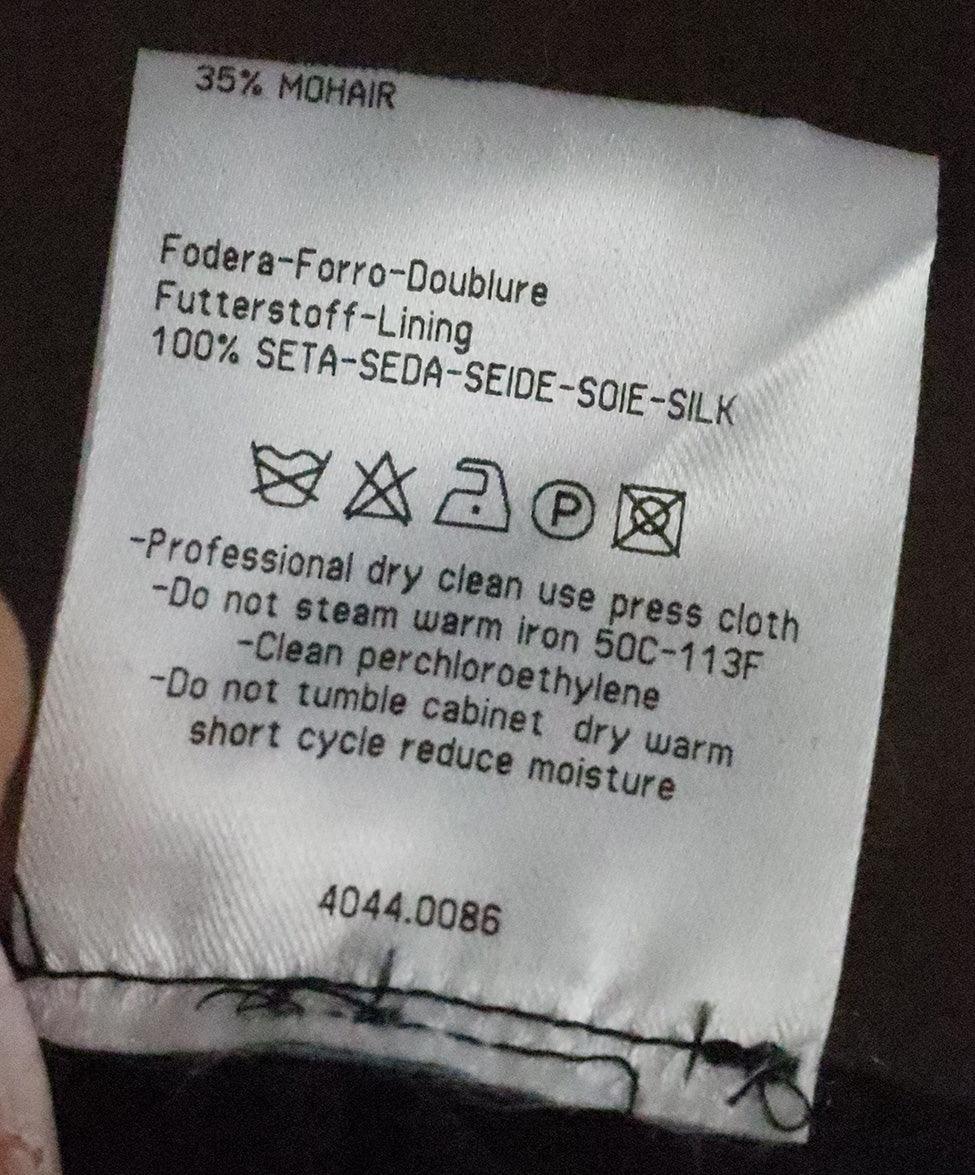 35% MOHAIR
Fodera-Forro-Doublure
Futterstoff-Lining
100% SETA-SEDA-SEIDE-SOIE-SILK
P
-Professional dry clean use press cloth
-Do not steam warm iron 50C-113F
-Clean perchloroethylene
-Do not tumble cabinet dry warm
short cycle reduce moisture
4044.0086